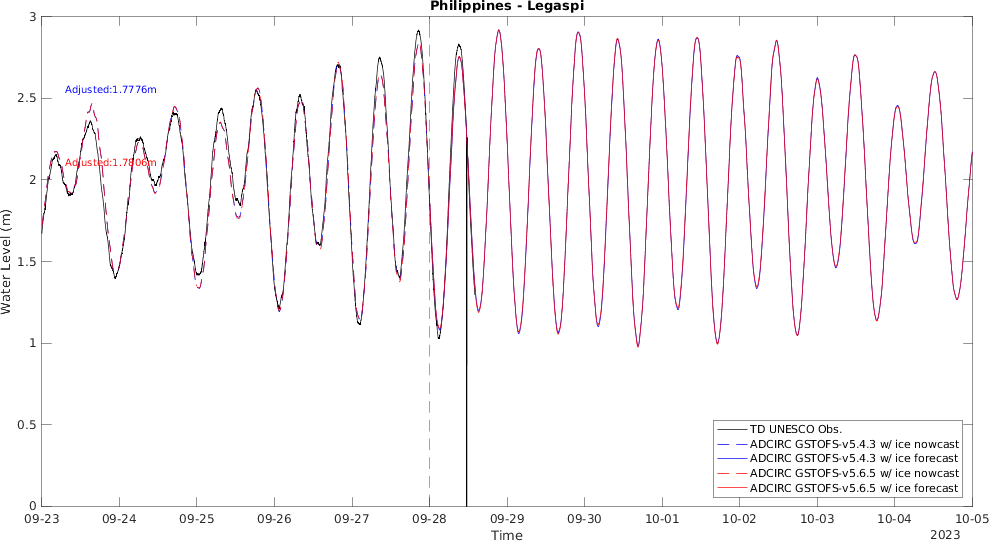 Philippines - Legaspi
3
2.5
2
1.5
1
0.5
0
Water Level (m)
Adjusted:1.7776m
Adjusted:1.7806m
TD UNESCO Obs.
ADCIRC GSTOFS-v5.4.3 w/ ice nowcast
ADCIRC GSTOFS-v5.4.3 w/ ice forecast
ADCIRC GSTOFS-v5.6.5 w/ ice nowcast
ADCIRC GSTOFS-v5.6.5 w/ ice forecast
09-23 09-24 09-25 09-26 09-27 09-28 09-29 09-30 10-01 10-02 10-03 10-04 10-05
Time
2023